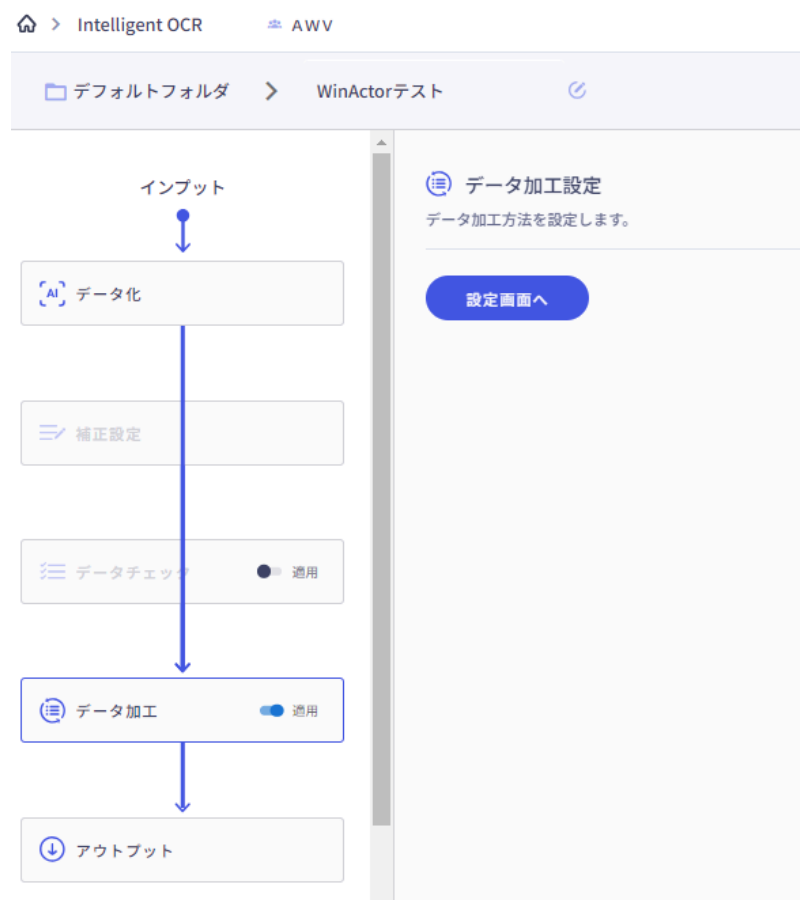 Intelligent OCR AWV
デフォルトフォルダ WinActorテスト
インプット
AI データ化
補正設定
データチェック 適用
データ加工 適用
アウトプット
データ加工設定
データ加工方法を設定します。
設定画面へ